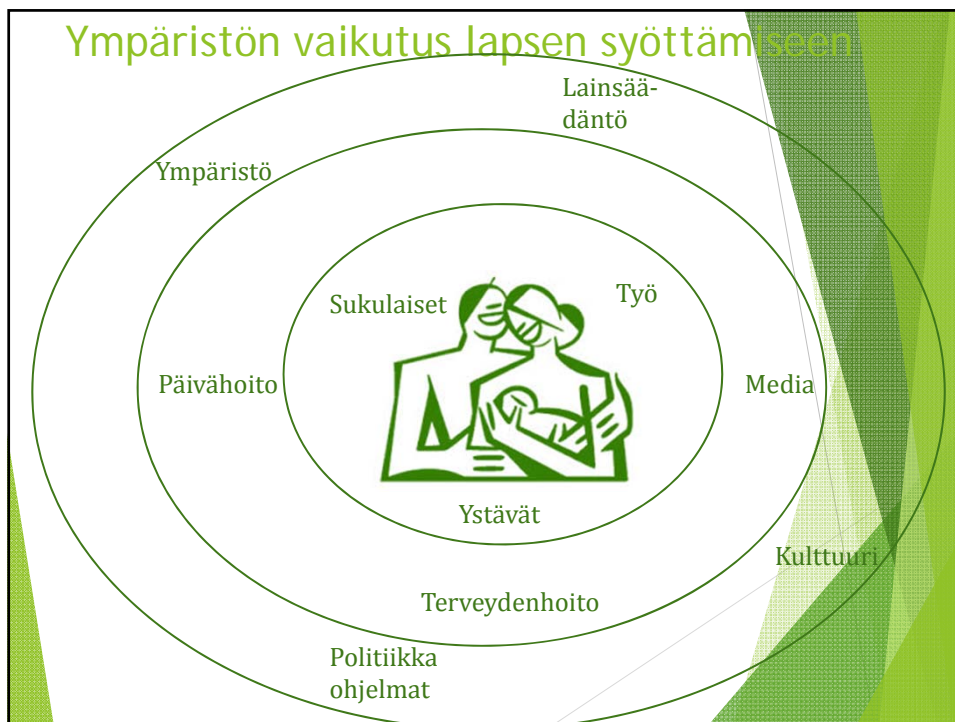 Ympäristön vaikutus lapsen syöttämiseen
Lainsää-
däntö
Ympäristö
Sukulaiset
Työ
Päivähoito
Media
Ystävät
Kulttuuri
Terveydenhoito
Politiikka
ohjelmat